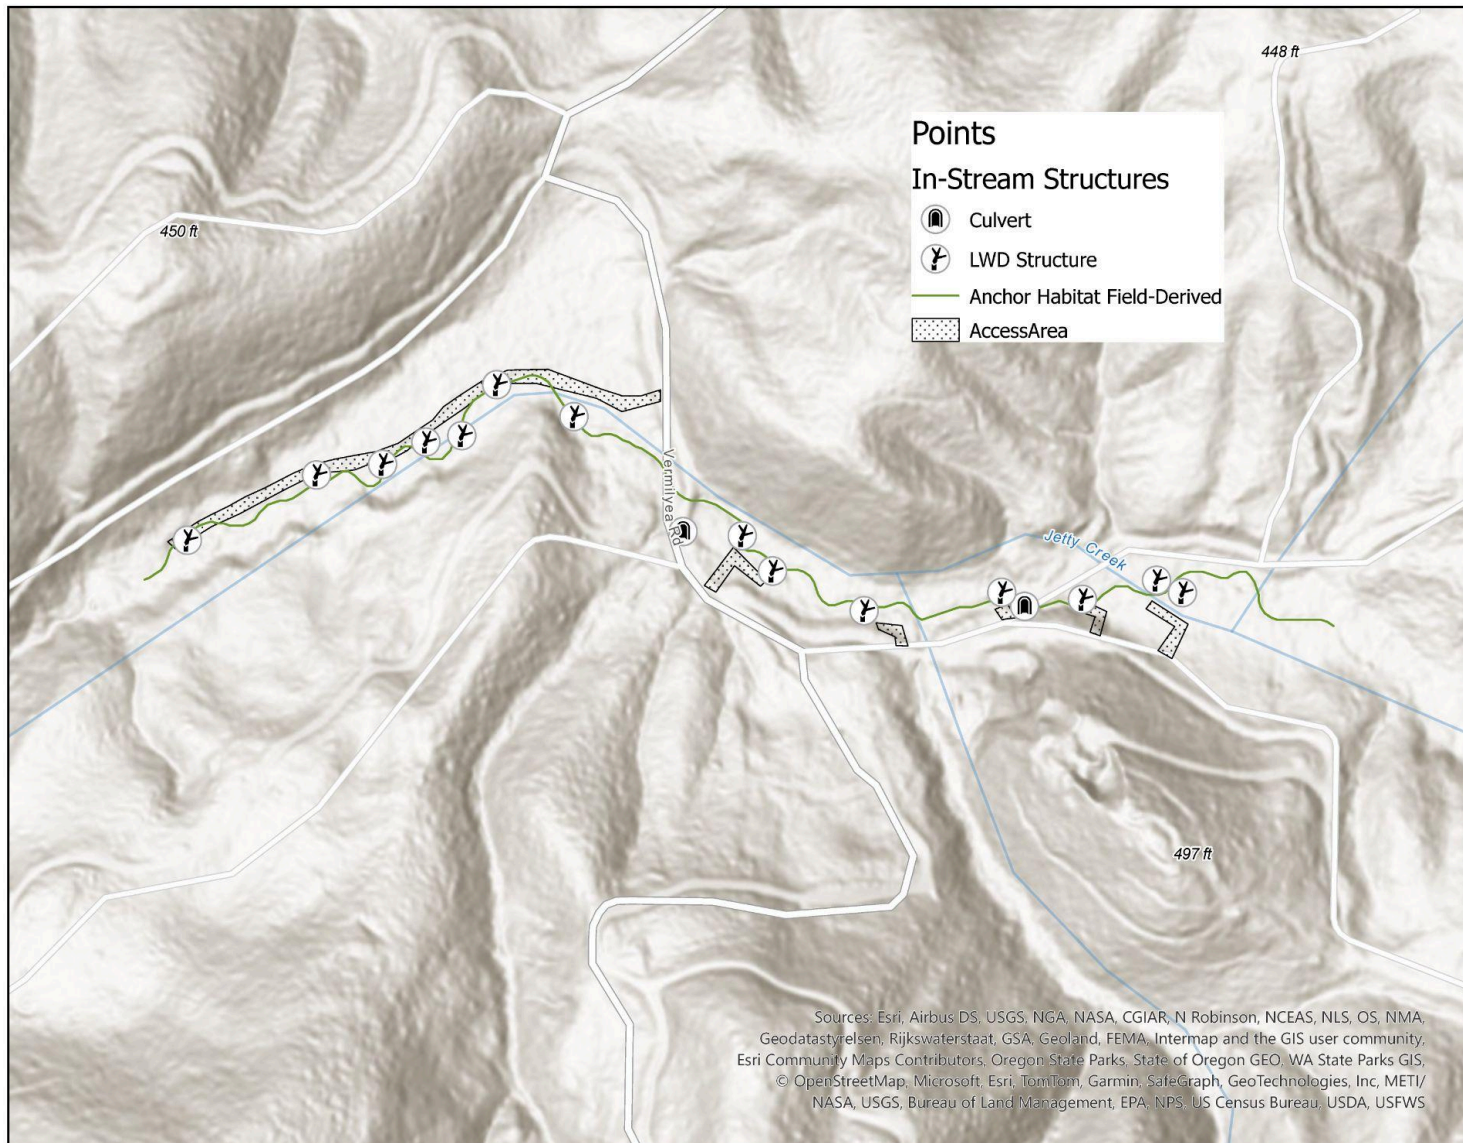 448 ft
Points
In-Stream Structures
Culvert
LWD Structure
Anchor Habitat Field-Derived
AccessArea
450 ft
Vermilyea Rd
Jetty Creek
497 ft
Sources: Esri, Airbus DS, USGS, NGA, NASA, CGIAR, N Robinson, NCEAS, NLS, OS, NMA,
Geodatastyrelsen, Rijkswaterstaat, GSA, Geoland, FEMA, Intermap and the GIS user community,
Esri Community Maps Contributors, Oregon State Parks, State of Oregon GEO, WA State Parks GIS,
© OpenStreetMap, Microsoft, Esri, TomTom, Garmin, SafeGraph, GeoTechnologies, Inc, METI/
NASA, USGS, Bureau of Land Management, EPA, NPS, US Census Bureau, USDA, USFWS